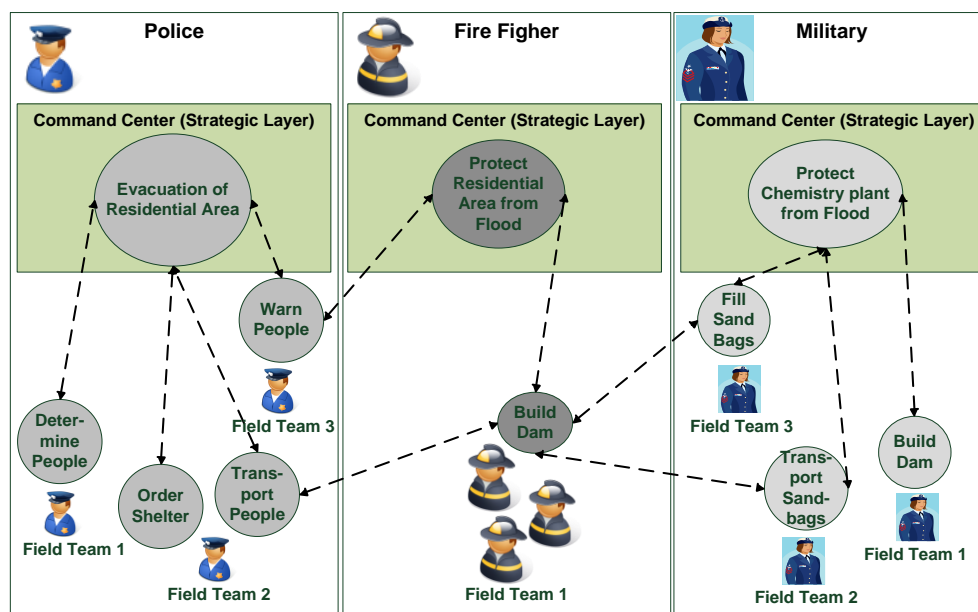 Police
Command Center (Strategic Layer)
Evacuation of
Residential Area
Warn
People
Field Team 3
Deter-
mine
People
Field Team 1
Order
Shelter
Trans-
port
People
Field Team 2
Fire Figher
Command Center (Strategic Layer)
Protect
Residential
Area from
Flood
Build
Dam
Field Team 1
Military
Command Center (Strategic Layer)
Protect
Chemistry plant
from Flood
Fill
Sand
Bags
Field Team 3
Trans-
port
Sand-
bags
Field Team 2
Build
Dam
Field Team 1